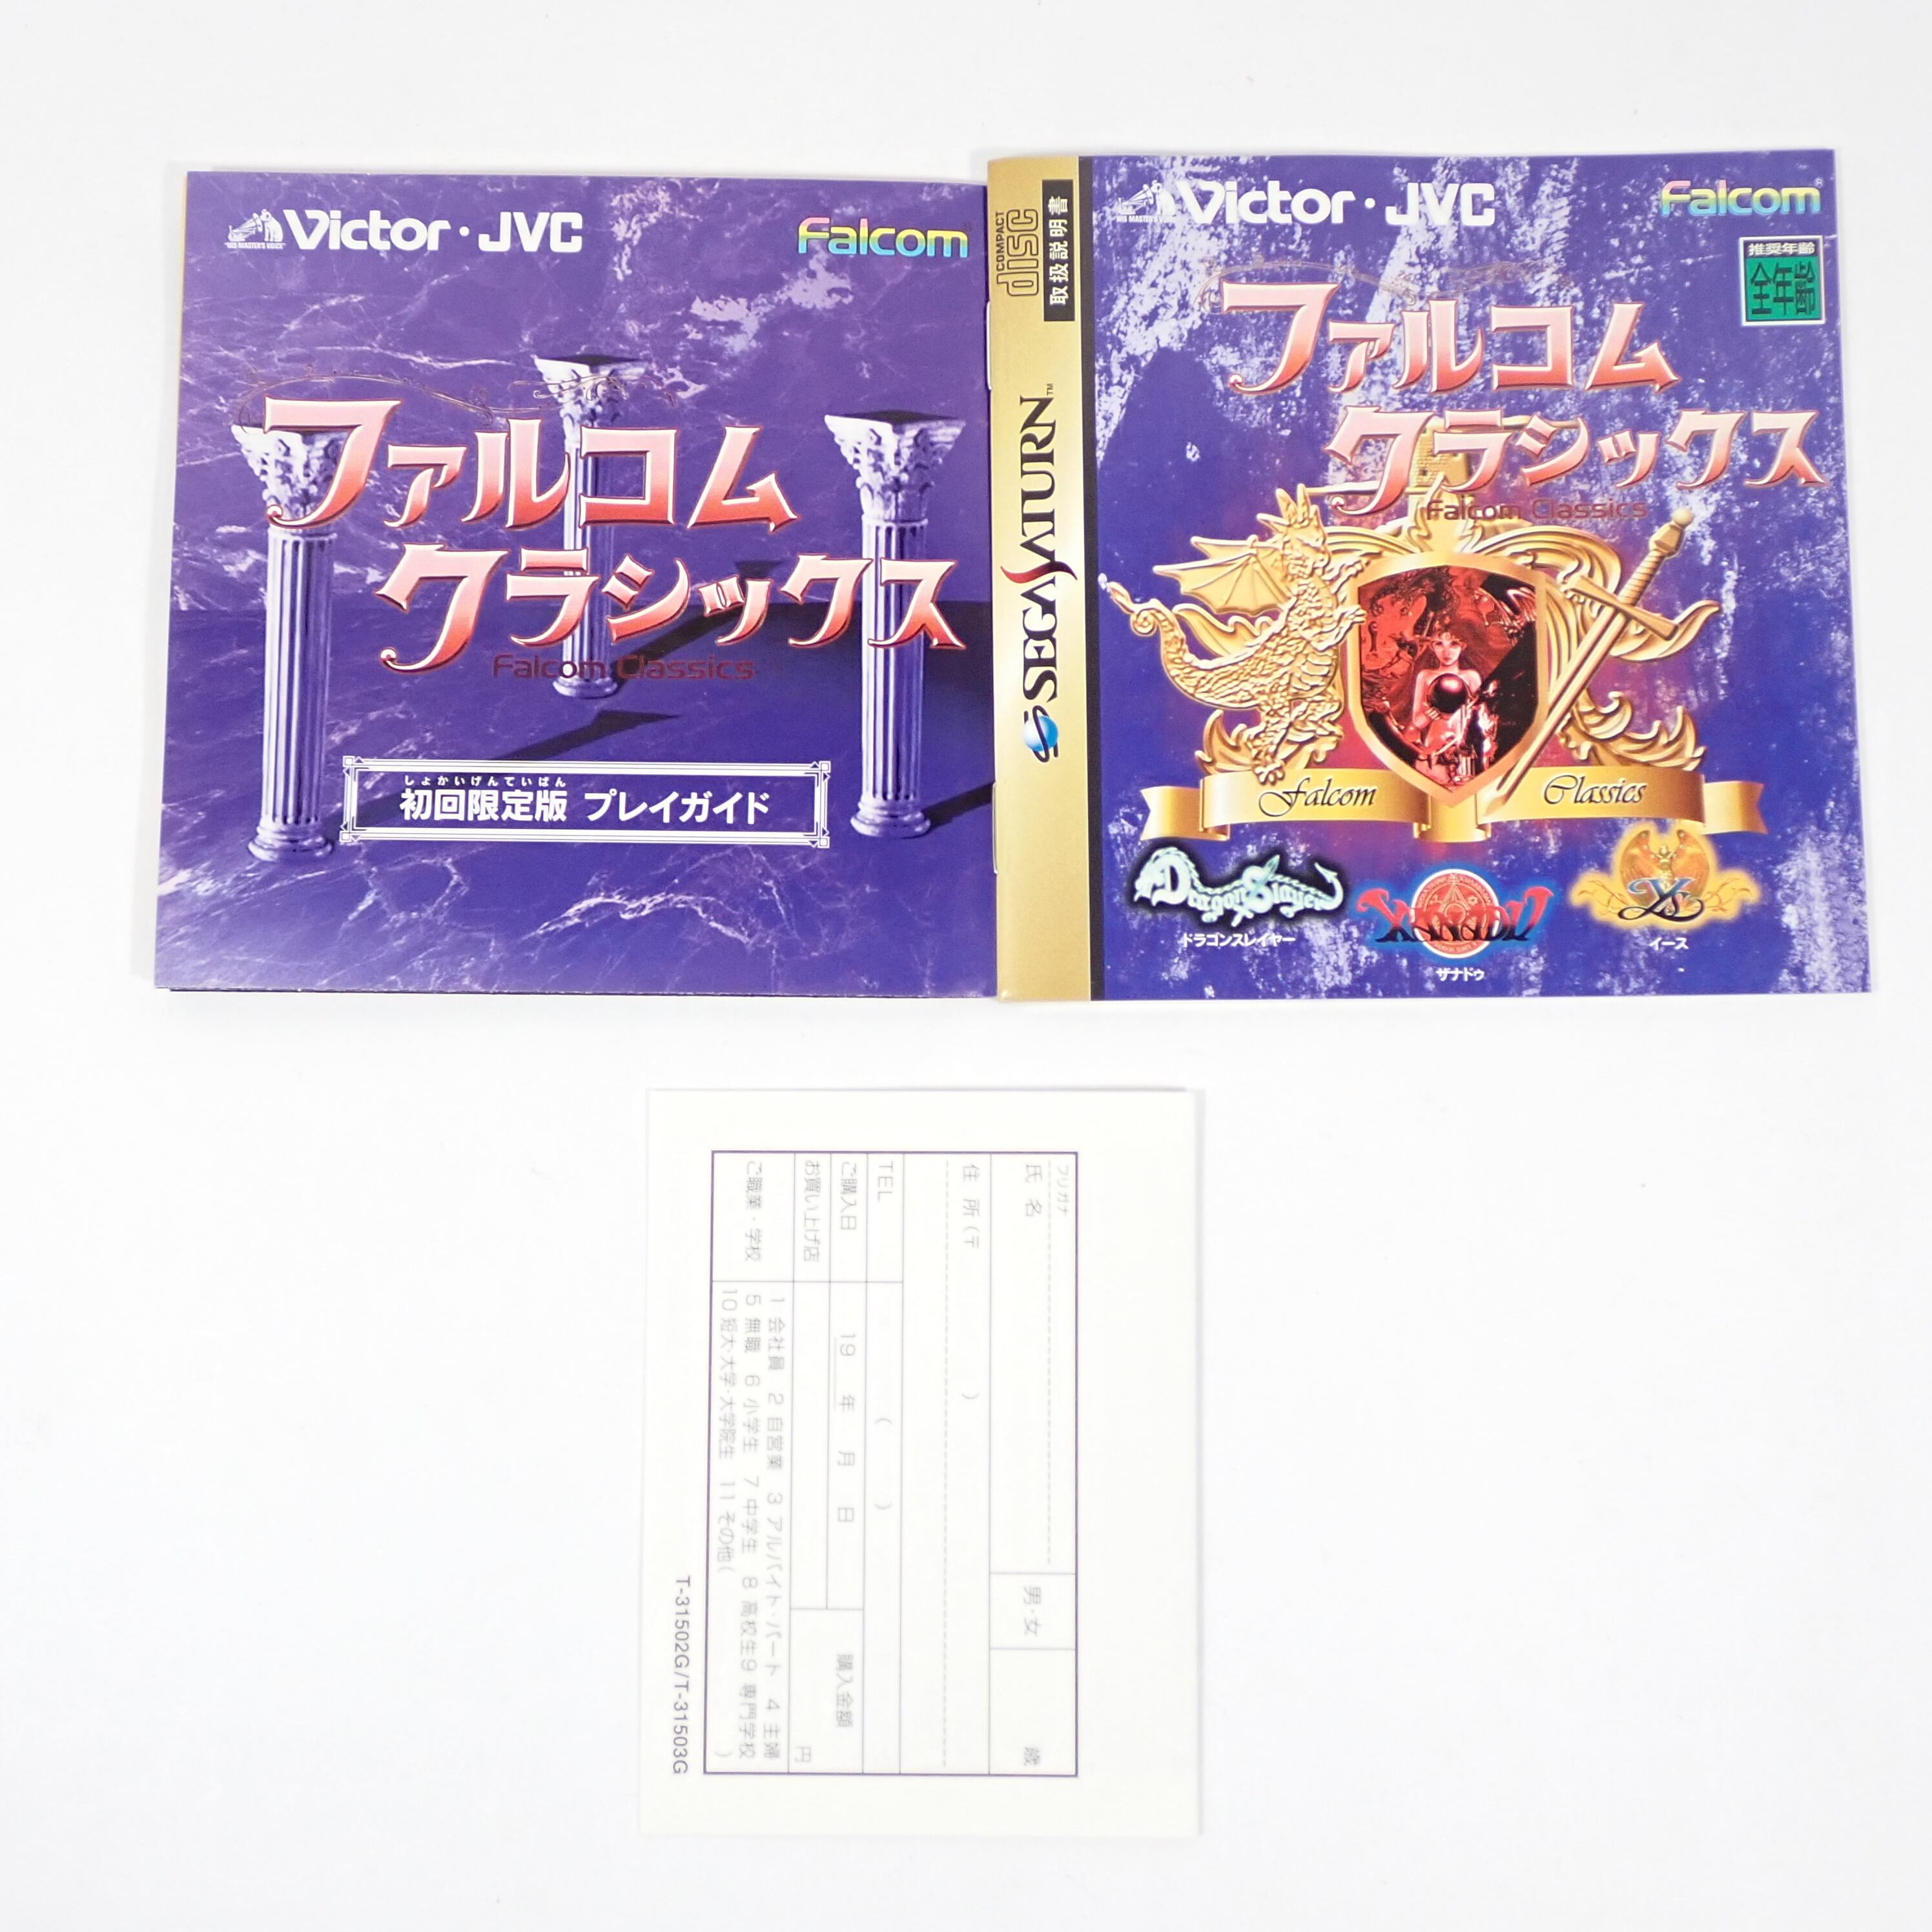 "HIS MASTER'S VOICE"
Victor・JVC
Falcom
ファルコム
クラシックス
Falcom Classics
しょかいげんていばん
初回限定版 プレイガイド
COMPACT
disc
取扱説明書
SEGA SATURN™
HIS MASTER'S VOICE
Victor・JVC
Falcom
推奨年齢
全年齢
ファルコム
クラシックス
Falcom Classics
Falcom Classics
Dragon Slayer
ドラゴンスレイヤー
XANADU
ザナドゥ
Ys
イース
フリガナ
氏 名
男・女
歳
住 所 (〒 )
TEL ( )
ご購入日 19 年 月 日
購入金額
円
お買い上げ店
ご職業・学校
1 会社員 2 自営業 3 アルバイト・パート 4 主婦
5 無職 6 小学生 7 中学生 8 高校生 9 専門学校
10 短大・大学・大学院生 11 その他 ( )
T-31502G/T-31503G